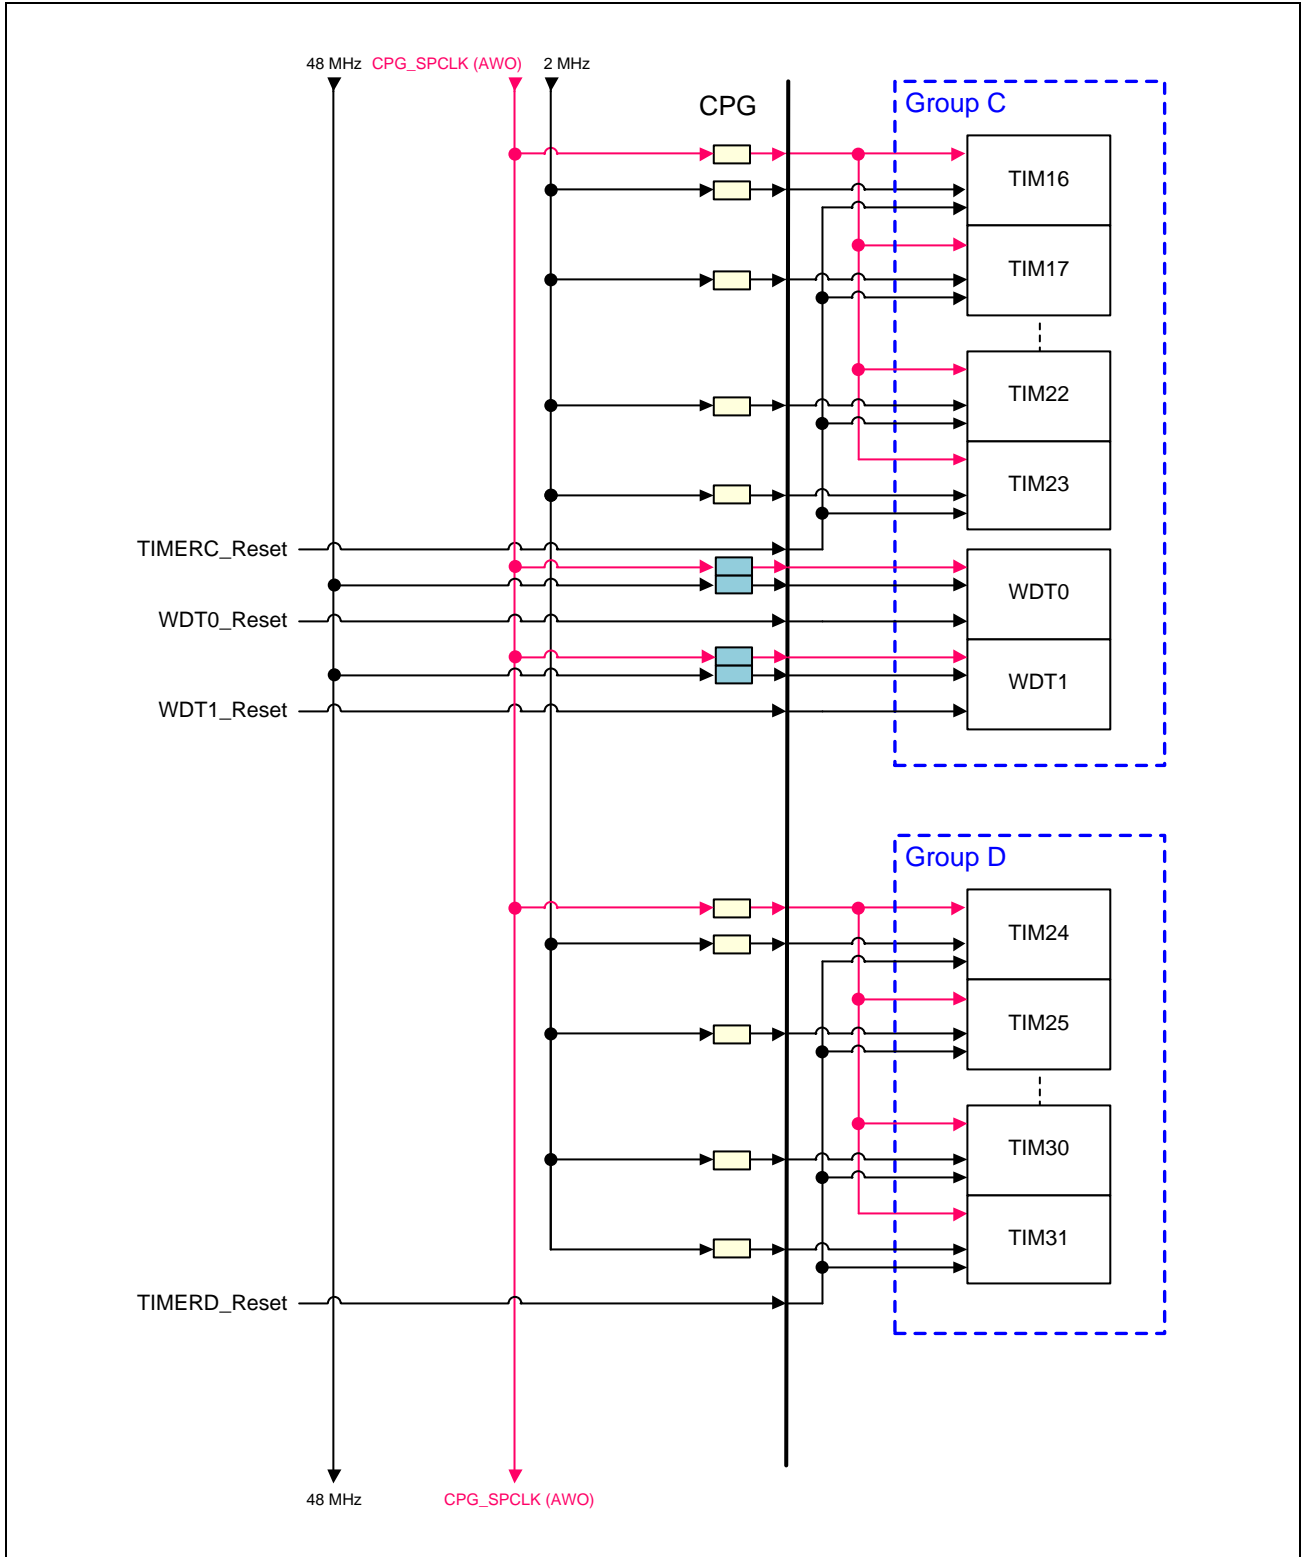 48 MHz CPG_SPCLK (AWO) 2 MHz
CPG
Group C
TIM16
TIM17
TIM22
TIM23
TIMERC_Reset
WDT0
WDT0_Reset
WDT1
WDT1_Reset
Group D
TIM24
TIM25
TIM30
TIM31
TIMERD_Reset
48 MHz CPG_SPCLK (AWO)